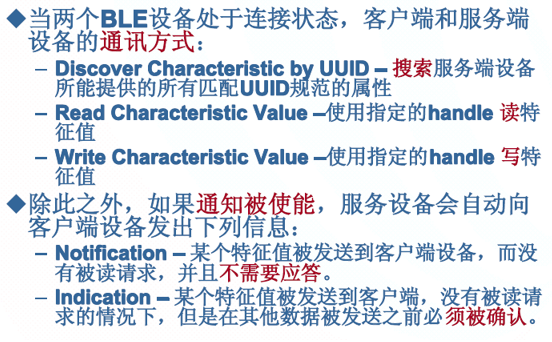 ◆当两个BLE设备处于连接状态，客户端和服务端
设备的通讯方式：
– Discover Characteristic by UUID – 搜索服务端设备
所能提供的所有匹配UUID规范的属性
– Read Characteristic Value –使用指定的handle 读特
征值
– Write Characteristic Value –使用指定的handle 写特
征值
◆除此之外，如果通知被使能，服务设备会自动向
客户端设备发出下列信息：
– Notification – 某个特征值被发送到客户端设备，而没
有被读请求，并且不需要应答。
– Indication – 某个特征值被发送到客户端，没有被读请
求的情况下，但是在其他数据被发送之前必须被确认。